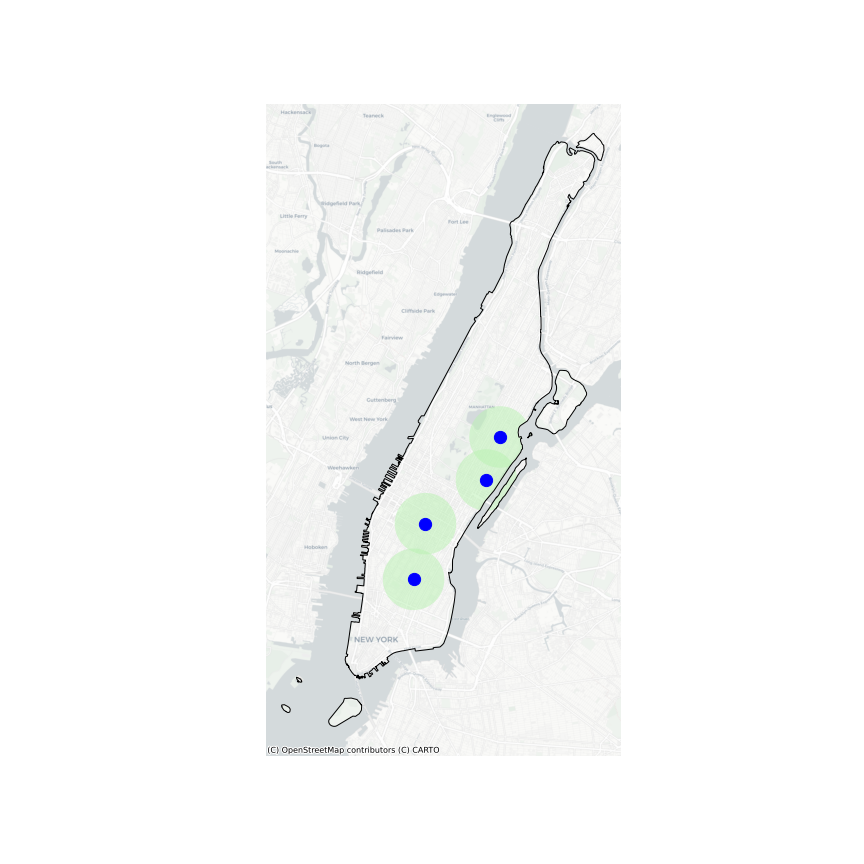 Hackensack
Teaneck
Englewood
Cliffs
Bogota
South
Hackensack
Ridgefield Park
Little Ferry
Fort Lee
Palisades Park
Moonachie
Ridgefield
Edgewater
Cliffside Park
Fairview
North Bergen
Guttenberg
MANHATTAN
West New York
Union City
Weehawken
Hoboken
NEW YORK
(C) OpenStreetMap contributors (C) CARTO